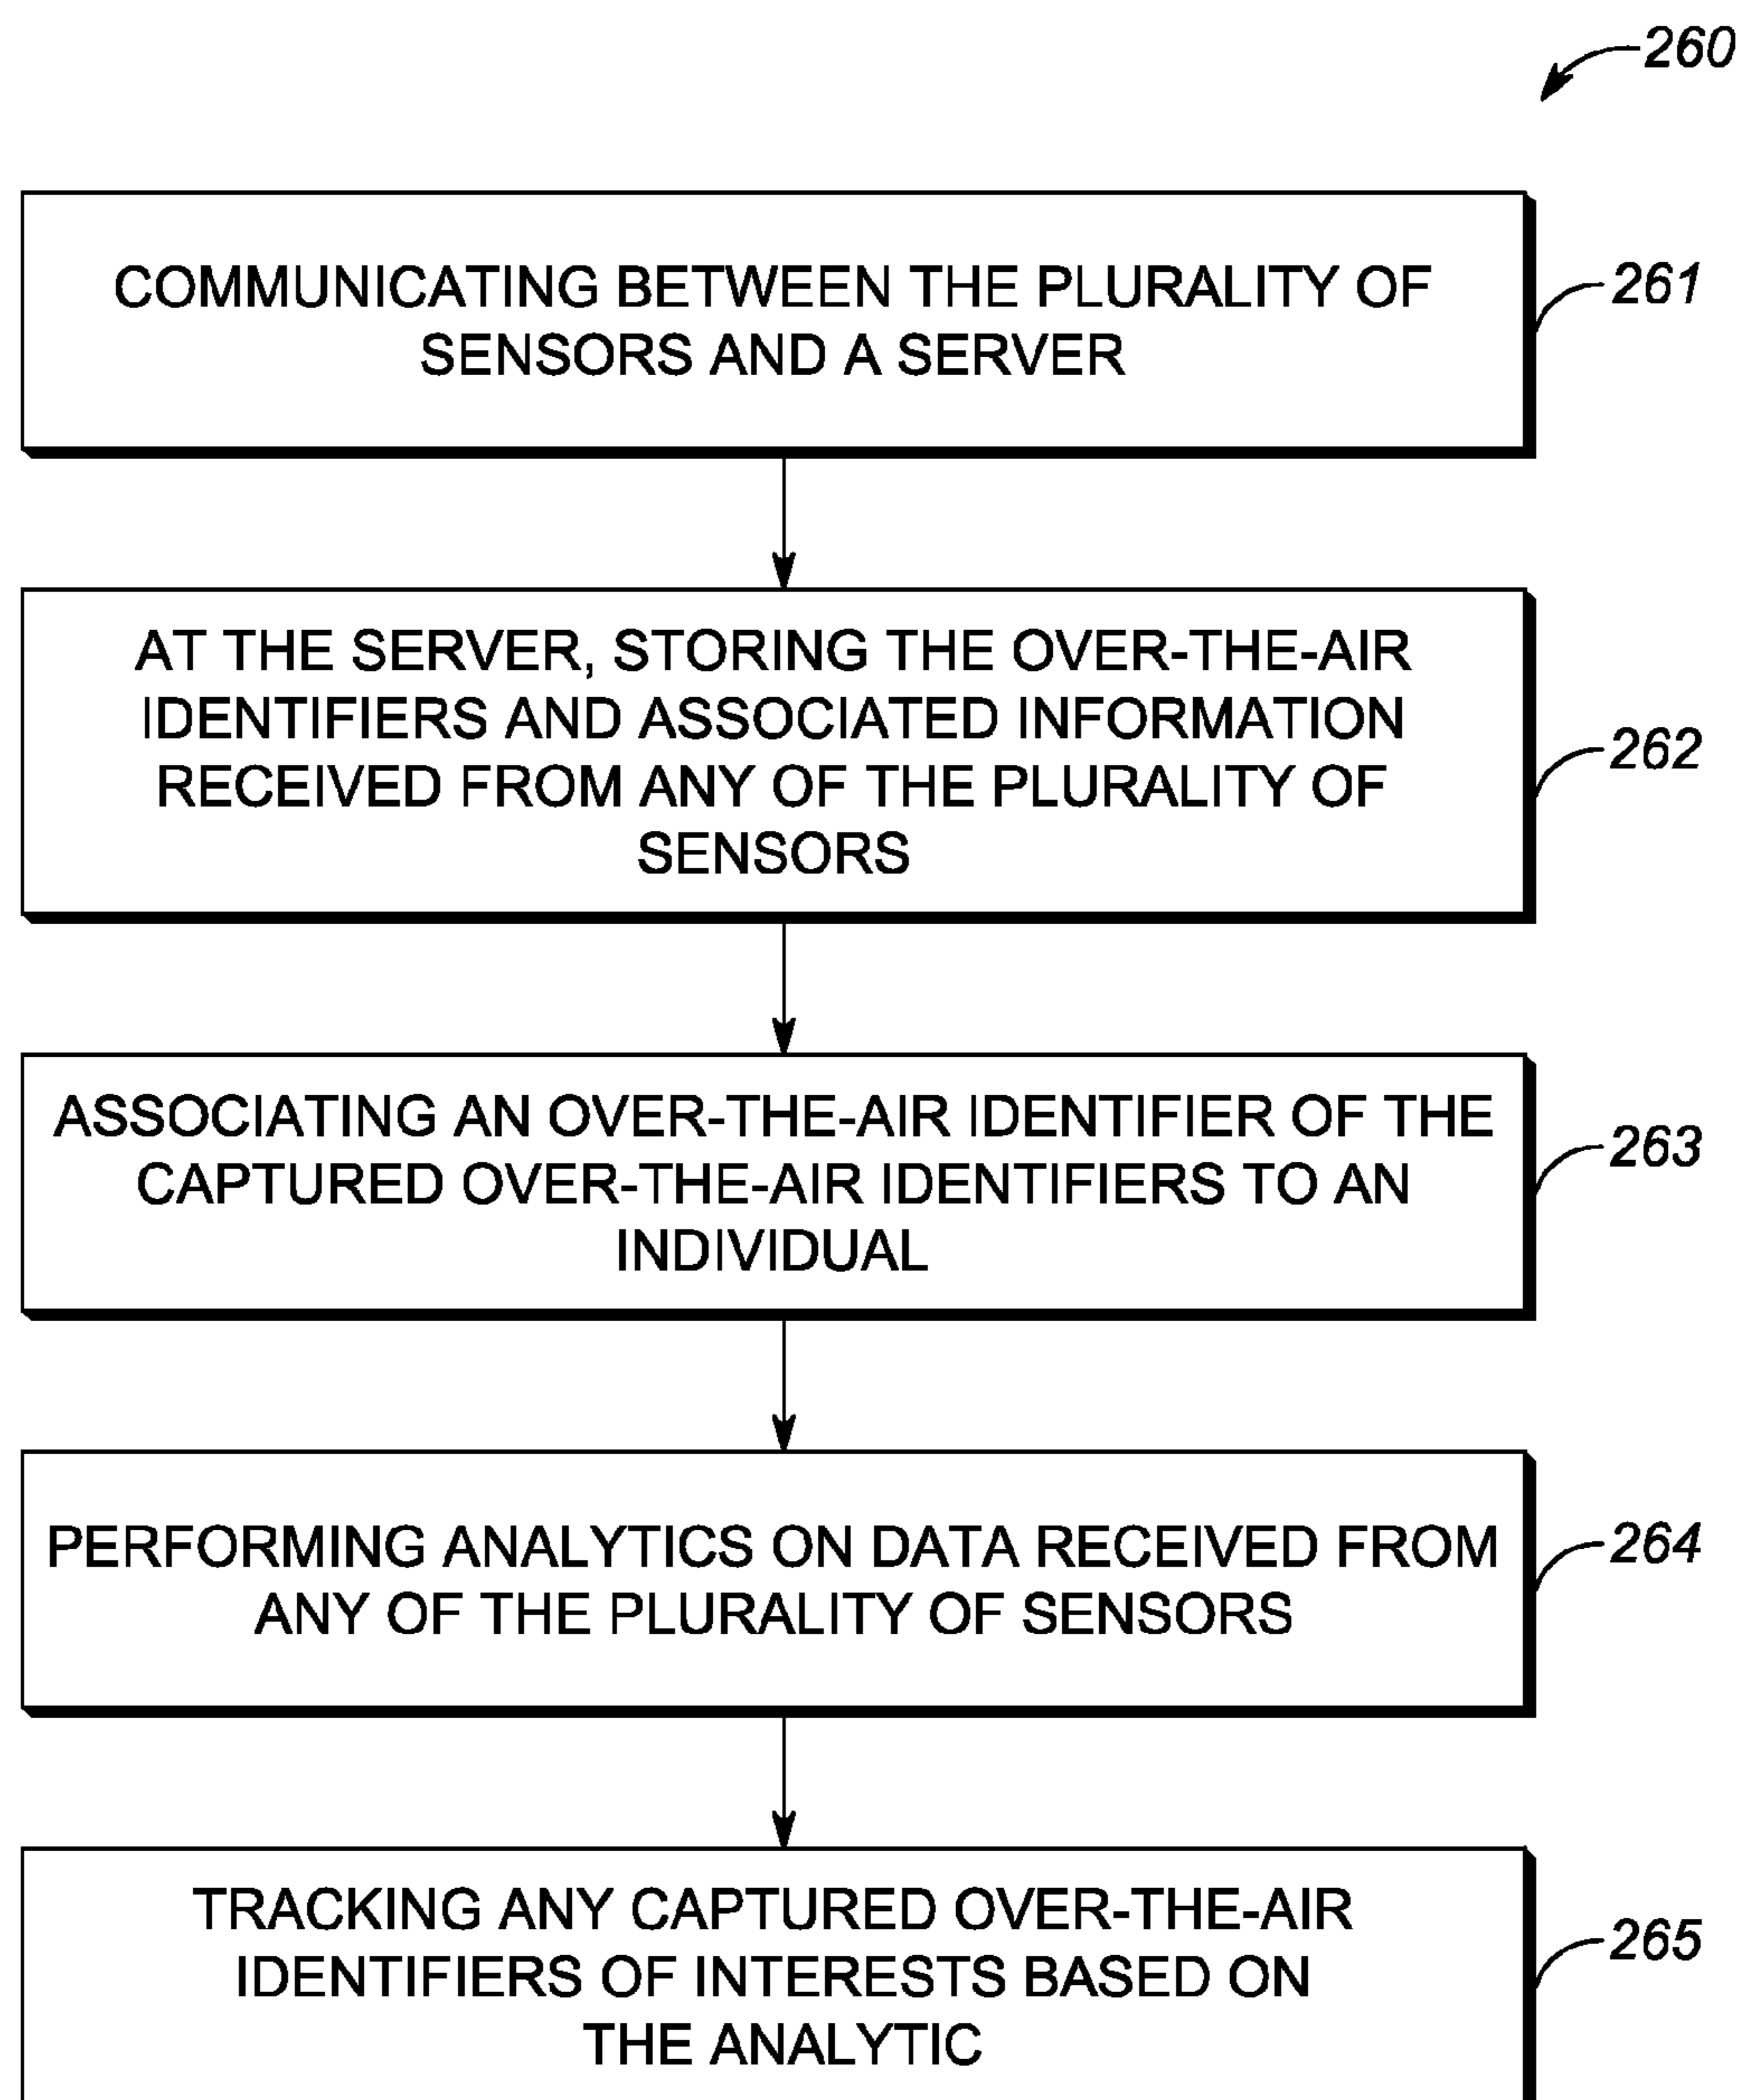 260
COMMUNICATING BETWEEN THE PLURALITY OF
SENSORS AND A SERVER
261
AT THE SERVER, STORING THE OVER-THE-AIR
IDENTIFIERS AND ASSOCIATED INFORMATION
RECEIVED FROM ANY OF THE PLURALITY OF
SENSORS
262
ASSOCIATING AN OVER-THE-AIR IDENTIFIER OF THE
CAPTURED OVER-THE-AIR IDENTIFIERS TO AN
INDIVIDUAL
263
PERFORMING ANALYTICS ON DATA RECEIVED FROM
ANY OF THE PLURALITY OF SENSORS
264
TRACKING ANY CAPTURED OVER-THE-AIR
IDENTIFIERS OF INTERESTS BASED ON
THE ANALYTIC
265